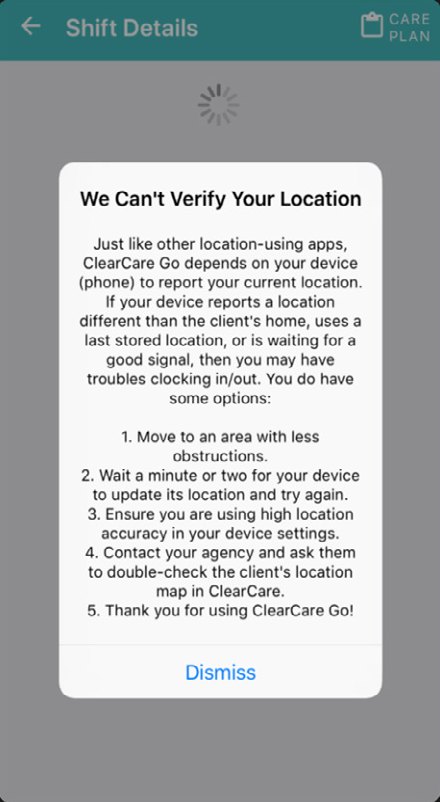 Shift Details
CARE
PLAN
We Can't Verify Your Location
Just like other location-using apps,
ClearCare Go depends on your device
(phone) to report your current location.
If your device reports a location
different than the client's home, uses a
last stored location, or is waiting for a
good signal, then you may have
troubles clocking in/out. You do have
some options:
1. Move to an area with less
obstructions.
2. Wait a minute or two for your device
to update its location and try again.
3. Ensure you are using high location
accuracy in your device settings.
4. Contact your agency and ask them
to double-check the client's location
map in ClearCare.
5. Thank you for using ClearCare Go!
Dismiss